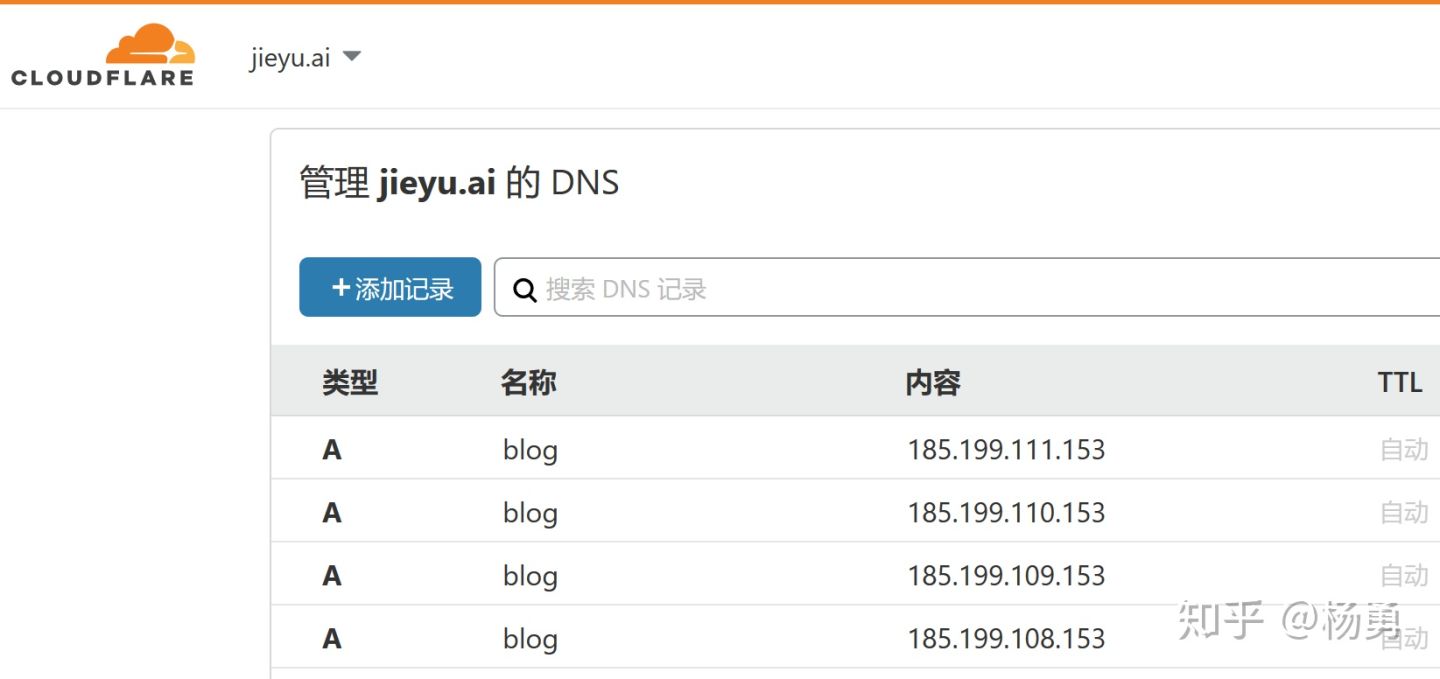 CLOUDFLARE
jieyu.ai
管理 jieyu.ai 的 DNS
+添加记录
搜索 DNS 记录
类型 名称 内容 TTL
A blog 185.199.111.153 自动
A blog 185.199.110.153 自动
A blog 185.199.109.153 自动
A blog 185.199.108.153 自动
知乎 @杨勇